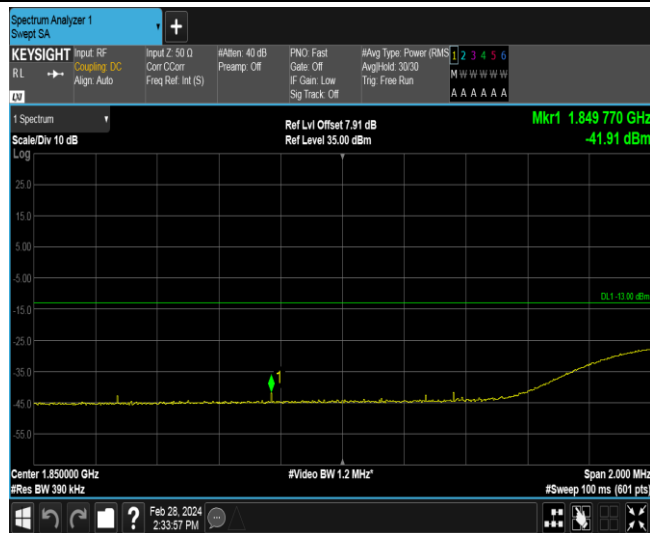 Spectrum Analyzer 1
Swept SA
+
KEYSIGHT Input: RF Input Z: 50 Ω #Atten: 40 dB PNO: Fast #Avg Type: Power (RMS 1 2 3 4 5 6
RL Coupling: DC Corr CCorr Preamp: Off Gate: Off Avg|Hold: 30/30 M W W W W W
Align: Auto Freq Ref: Int (S) IF Gain: Low Trig: Free Run
LXI Sig Track: Off A A A A A A
1 Spectrum Ref Lvl Offset 7.91 dB Mkr1 1.849 770 GHz
Scale/Div 10 dB Ref Level 35.00 dBm -41.91 dBm
Log
25.0
15.0
5.00
-5.00
DL1 -13.00 dBm
-15.0
-25.0
-35.0
1
-45.0
-55.0
Center 1.850000 GHz #Video BW 1.2 MHz* Span 2.000 MHz
#Res BW 390 kHz #Sweep 100 ms (601 pts)
? Feb 28, 2024
2:33:57 PM